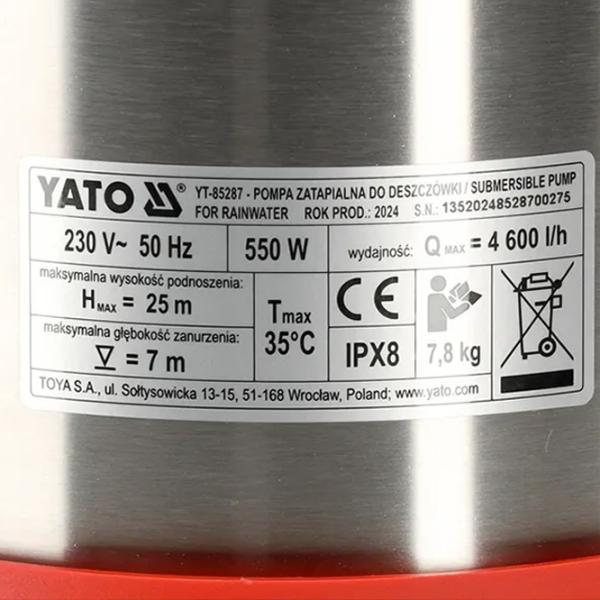 YATO ® YT-85287 - POMPA ZATAPIALNA DO DESZCZÓWKI / SUBMERSIBLE PUMP
FOR RAINWATER ROK PROD.: 2024 S.N.: 13520248528700275
230 V~ 50 Hz 550 W wydajność: Q MAX = 4 600 l/h
maksymalna wysokość podnoszenia:
H MAX = 25 m
maksymalna głębokość zanurzenia:
= 7 m
Tmax
35°C
CE
IPX8
7,8 kg
TOYA S.A., ul. Sołtysowicka 13-15, 51-168 Wrocław, Poland; www.yato.com